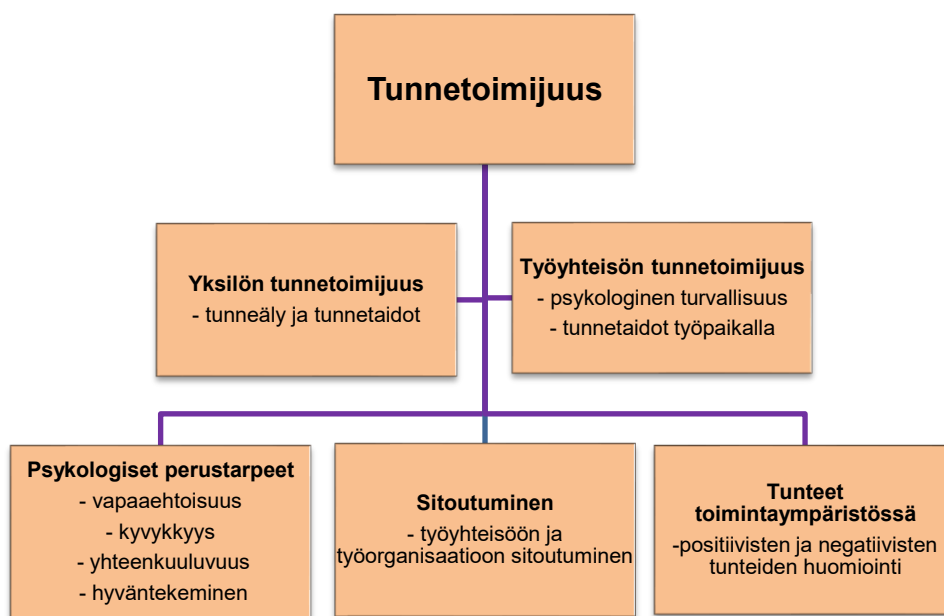 Tunnetoimijuus
Yksilön tunnetoimijuus
- tunneäly ja tunnetaidot
Työyhteisön tunnetoimijuus
- psykologinen turvallisuus
- tunnetaidot työpaikalla
Psykologiset perustarpeet
- vapaaehtoisuus
- kyvykkyys
- yhteenkuuluvuus
- hyväntekeminen
Sitoutuminen
- työyhteisöön ja
työorganisaatioon sitoutuminen
Tunteet
toimintaympäristössä
-positiivisten ja negatiivisten
tunteiden huomiointi